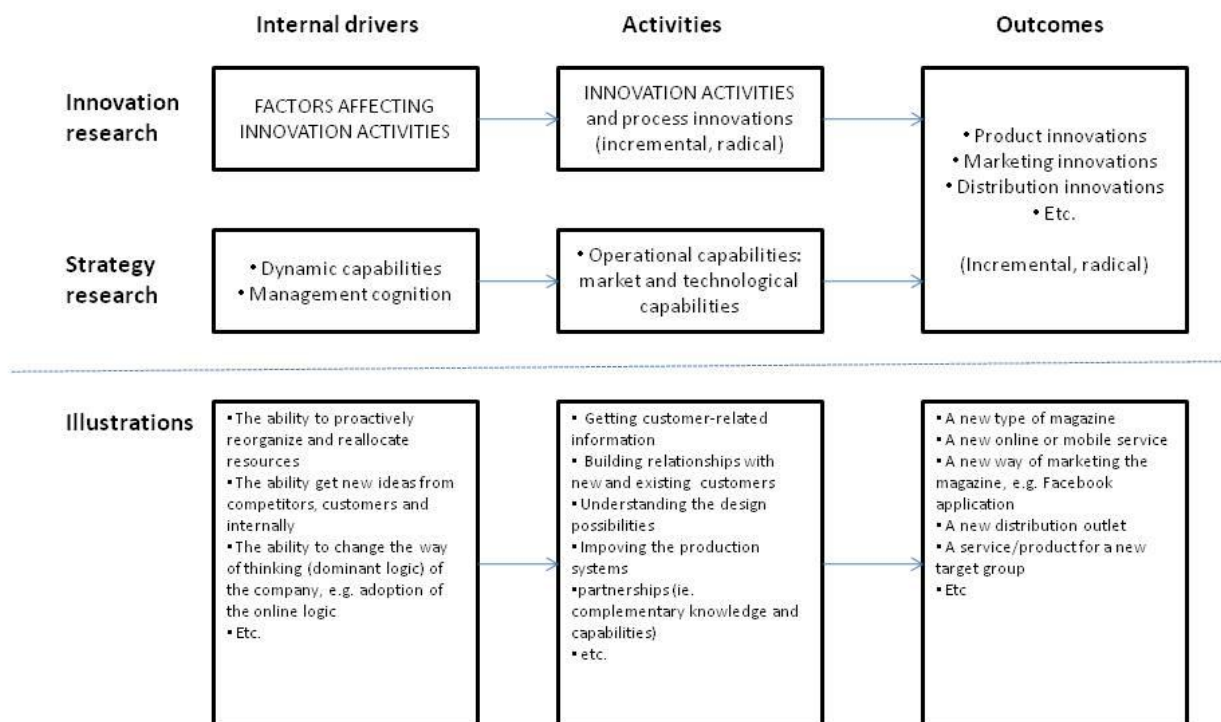 Internal drivers
Activities
Outcomes
Innovation
research
FACTORS AFFECTING
INNOVATION ACTIVITIES
INNOVATION ACTIVITIES
and process innovations
(incremental, radical)
• Product innovations
• Marketing innovations
• Distribution innovations
• Etc.
(Incremental, radical)
Strategy
research
• Dynamic capabilities
• Management cognition
• Operational capabilities:
market and technological
capabilities
Illustrations
▪The ability to proactively
reorganize and reallocate
resources
▪The ability get new ideas from
competitors, customers and
internally
▪The ability to change the way
of thinking (dominant logic) of
the company, e.g. adoption of
the online logic
▪Etc.
▪ Getting customer-related
information
▪ Building relationships with
new and existing customers
▪Understanding the design
possibilities
▪Impoving the production
systems
▪partnerships (ie.
complementary knowledge and
capabilities)
▪etc.
▪A new type of magazine
▪A new online or mobile service
▪A new way of marketing the
magazine, e.g. Facebook
application
▪A new distribution outlet
▪A service/product for a new
target group
▪Etc